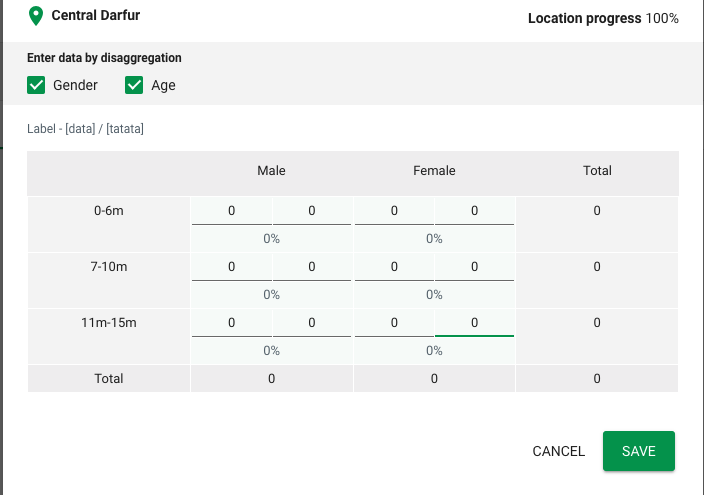 Central Darfur
Location progress 100%
Enter data by disaggregation
Gender Age
Label - [data] / [tatata]
Male Female Total
0-6m 0 0 0 0 0
0% 0%
7-10m 0 0 0 0 0
0% 0%
11m-15m 0 0 0 0 0
0% 0%
Total 0 0 0
CANCEL SAVE